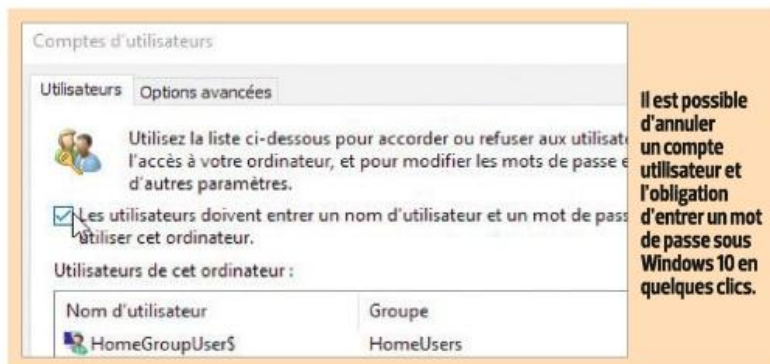 Comptes d'utilisateurs
Utilisateurs
Options avancées
Utilisez la liste ci-dessous pour accorder ou refuser aux utilisate
l'accès à votre ordinateur, et pour modifier les mots de passe e
d'autres paramètres.
Les utilisateurs doivent entrer un nom d'utilisateur et un mot de pass
utiliser cet ordinateur.
Utilisateurs de cet ordinateur :
Nom d'utilisateur
Groupe
HomeGroupUser$
HomeUsers
Il est possible
d'annuler
un compte
utilisateur et
l'obligation
d'entrer un mot
de passe sous
Windows 10 en
quelques clics.